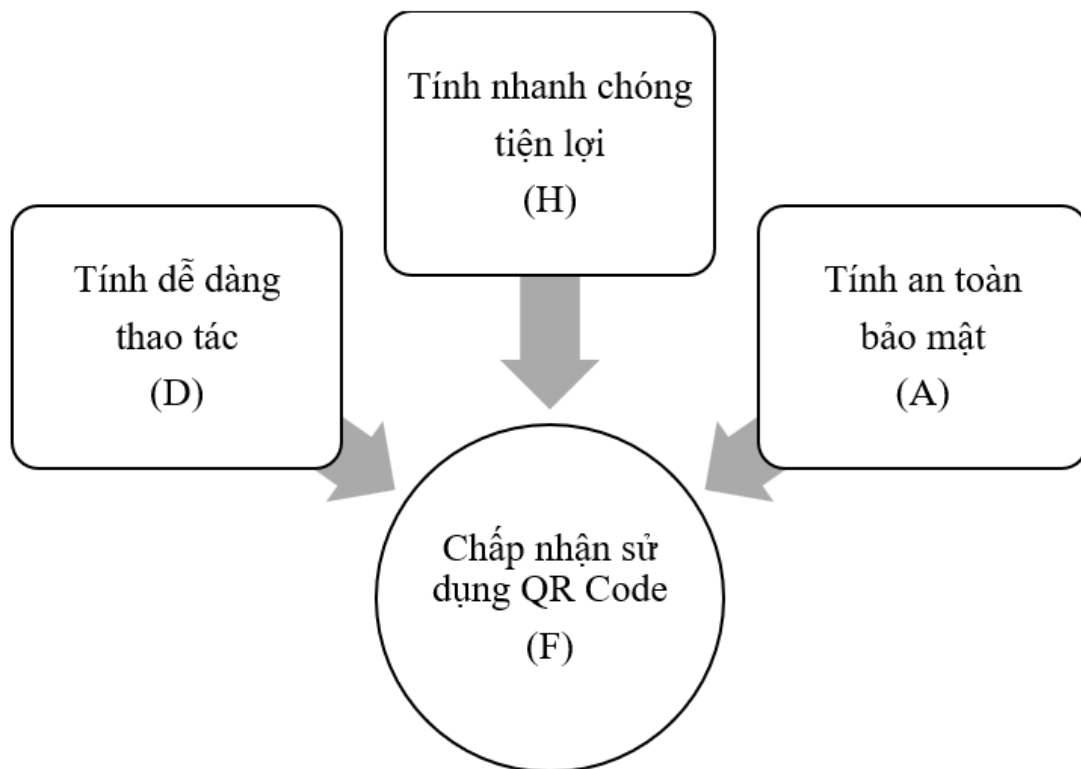 Tính nhanh chóng
tiện lợi
(H)
Tính dễ dàng
thao tác
(D)
Tính an toàn
bảo mật
(A)
Chấp nhận sử
dụng QR Code
(F)